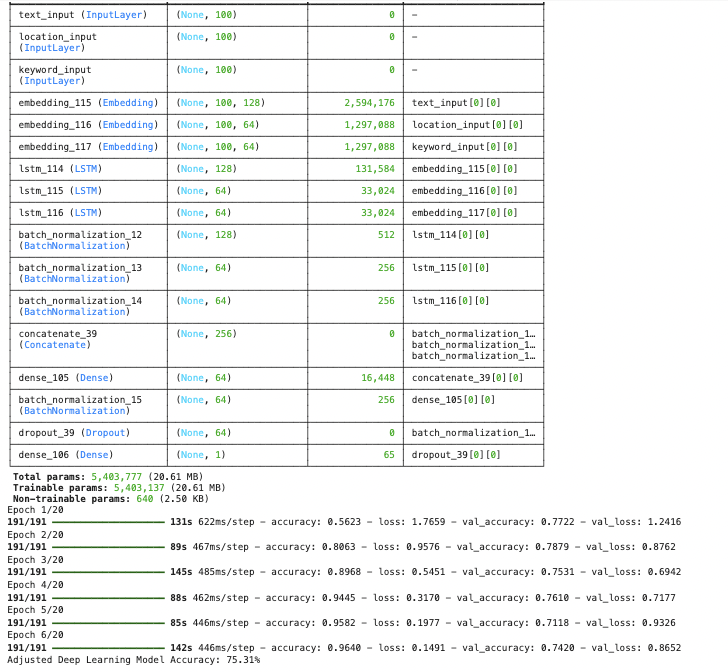 text_input (InputLayer) (None, 100) 0 –
location_input (None, 100) 0 –
(InputLayer)
keyword_input (None, 100) 0 –
(InputLayer)
embedding_115 (Embedding) (None, 100, 128) 2,594,176 text_input[0][0]
embedding_116 (Embedding) (None, 100, 64) 1,297,088 location_input[0][0]
embedding_117 (Embedding) (None, 100, 64) 1,297,088 keyword_input[0][0]
lstm_114 (LSTM) (None, 128) 131,584 embedding_115[0][0]
lstm_115 (LSTM) (None, 64) 33,024 embedding_116[0][0]
lstm_116 (LSTM) (None, 64) 33,024 embedding_117[0][0]
batch_normalization_12 (None, 128) 512 lstm_114[0][0]
(BatchNormalization)
batch_normalization_13 (None, 64) 256 lstm_115[0][0]
(BatchNormalization)
batch_normalization_14 (None, 64) 256 lstm_116[0][0]
(BatchNormalization)
concatenate_39 (None, 256) 0 batch_normalization_1…
(Concatenate) batch_normalization_1…
batch_normalization_1…
dense_105 (Dense) (None, 64) 16,448 concatenate_39[0][0]
batch_normalization_15 (None, 64) 256 dense_105[0][0]
(BatchNormalization)
dropout_39 (Dropout) (None, 64) 0 batch_normalization_1…
dense_106 (Dense) (None, 1) 65 dropout_39[0][0]
Total params: 5,403,777 (20.61 MB)
Trainable params: 5,403,137 (20.61 MB)
Non-trainable params: 640 (2.50 KB)
Epoch 1/20
191/191 131s 622ms/step – accuracy: 0.5623 – loss: 1.7659 – val_accuracy: 0.7722 – val_loss: 1.2416
Epoch 2/20
191/191 89s 467ms/step – accuracy: 0.8063 – loss: 0.9576 – val_accuracy: 0.7879 – val_loss: 0.8762
Epoch 3/20
191/191 145s 485ms/step – accuracy: 0.8968 – loss: 0.5451 – val_accuracy: 0.7531 – val_loss: 0.6942
Epoch 4/20
191/191 88s 462ms/step – accuracy: 0.9445 – loss: 0.3170 – val_accuracy: 0.7610 – val_loss: 0.7177
Epoch 5/20
191/191 85s 446ms/step – accuracy: 0.9582 – loss: 0.1977 – val_accuracy: 0.7118 – val_loss: 0.9326
Epoch 6/20
191/191 142s 446ms/step – accuracy: 0.9640 – loss: 0.1491 – val_accuracy: 0.7420 – val_loss: 0.8652
Adjusted Deep Learning Model Accuracy: 75.31%